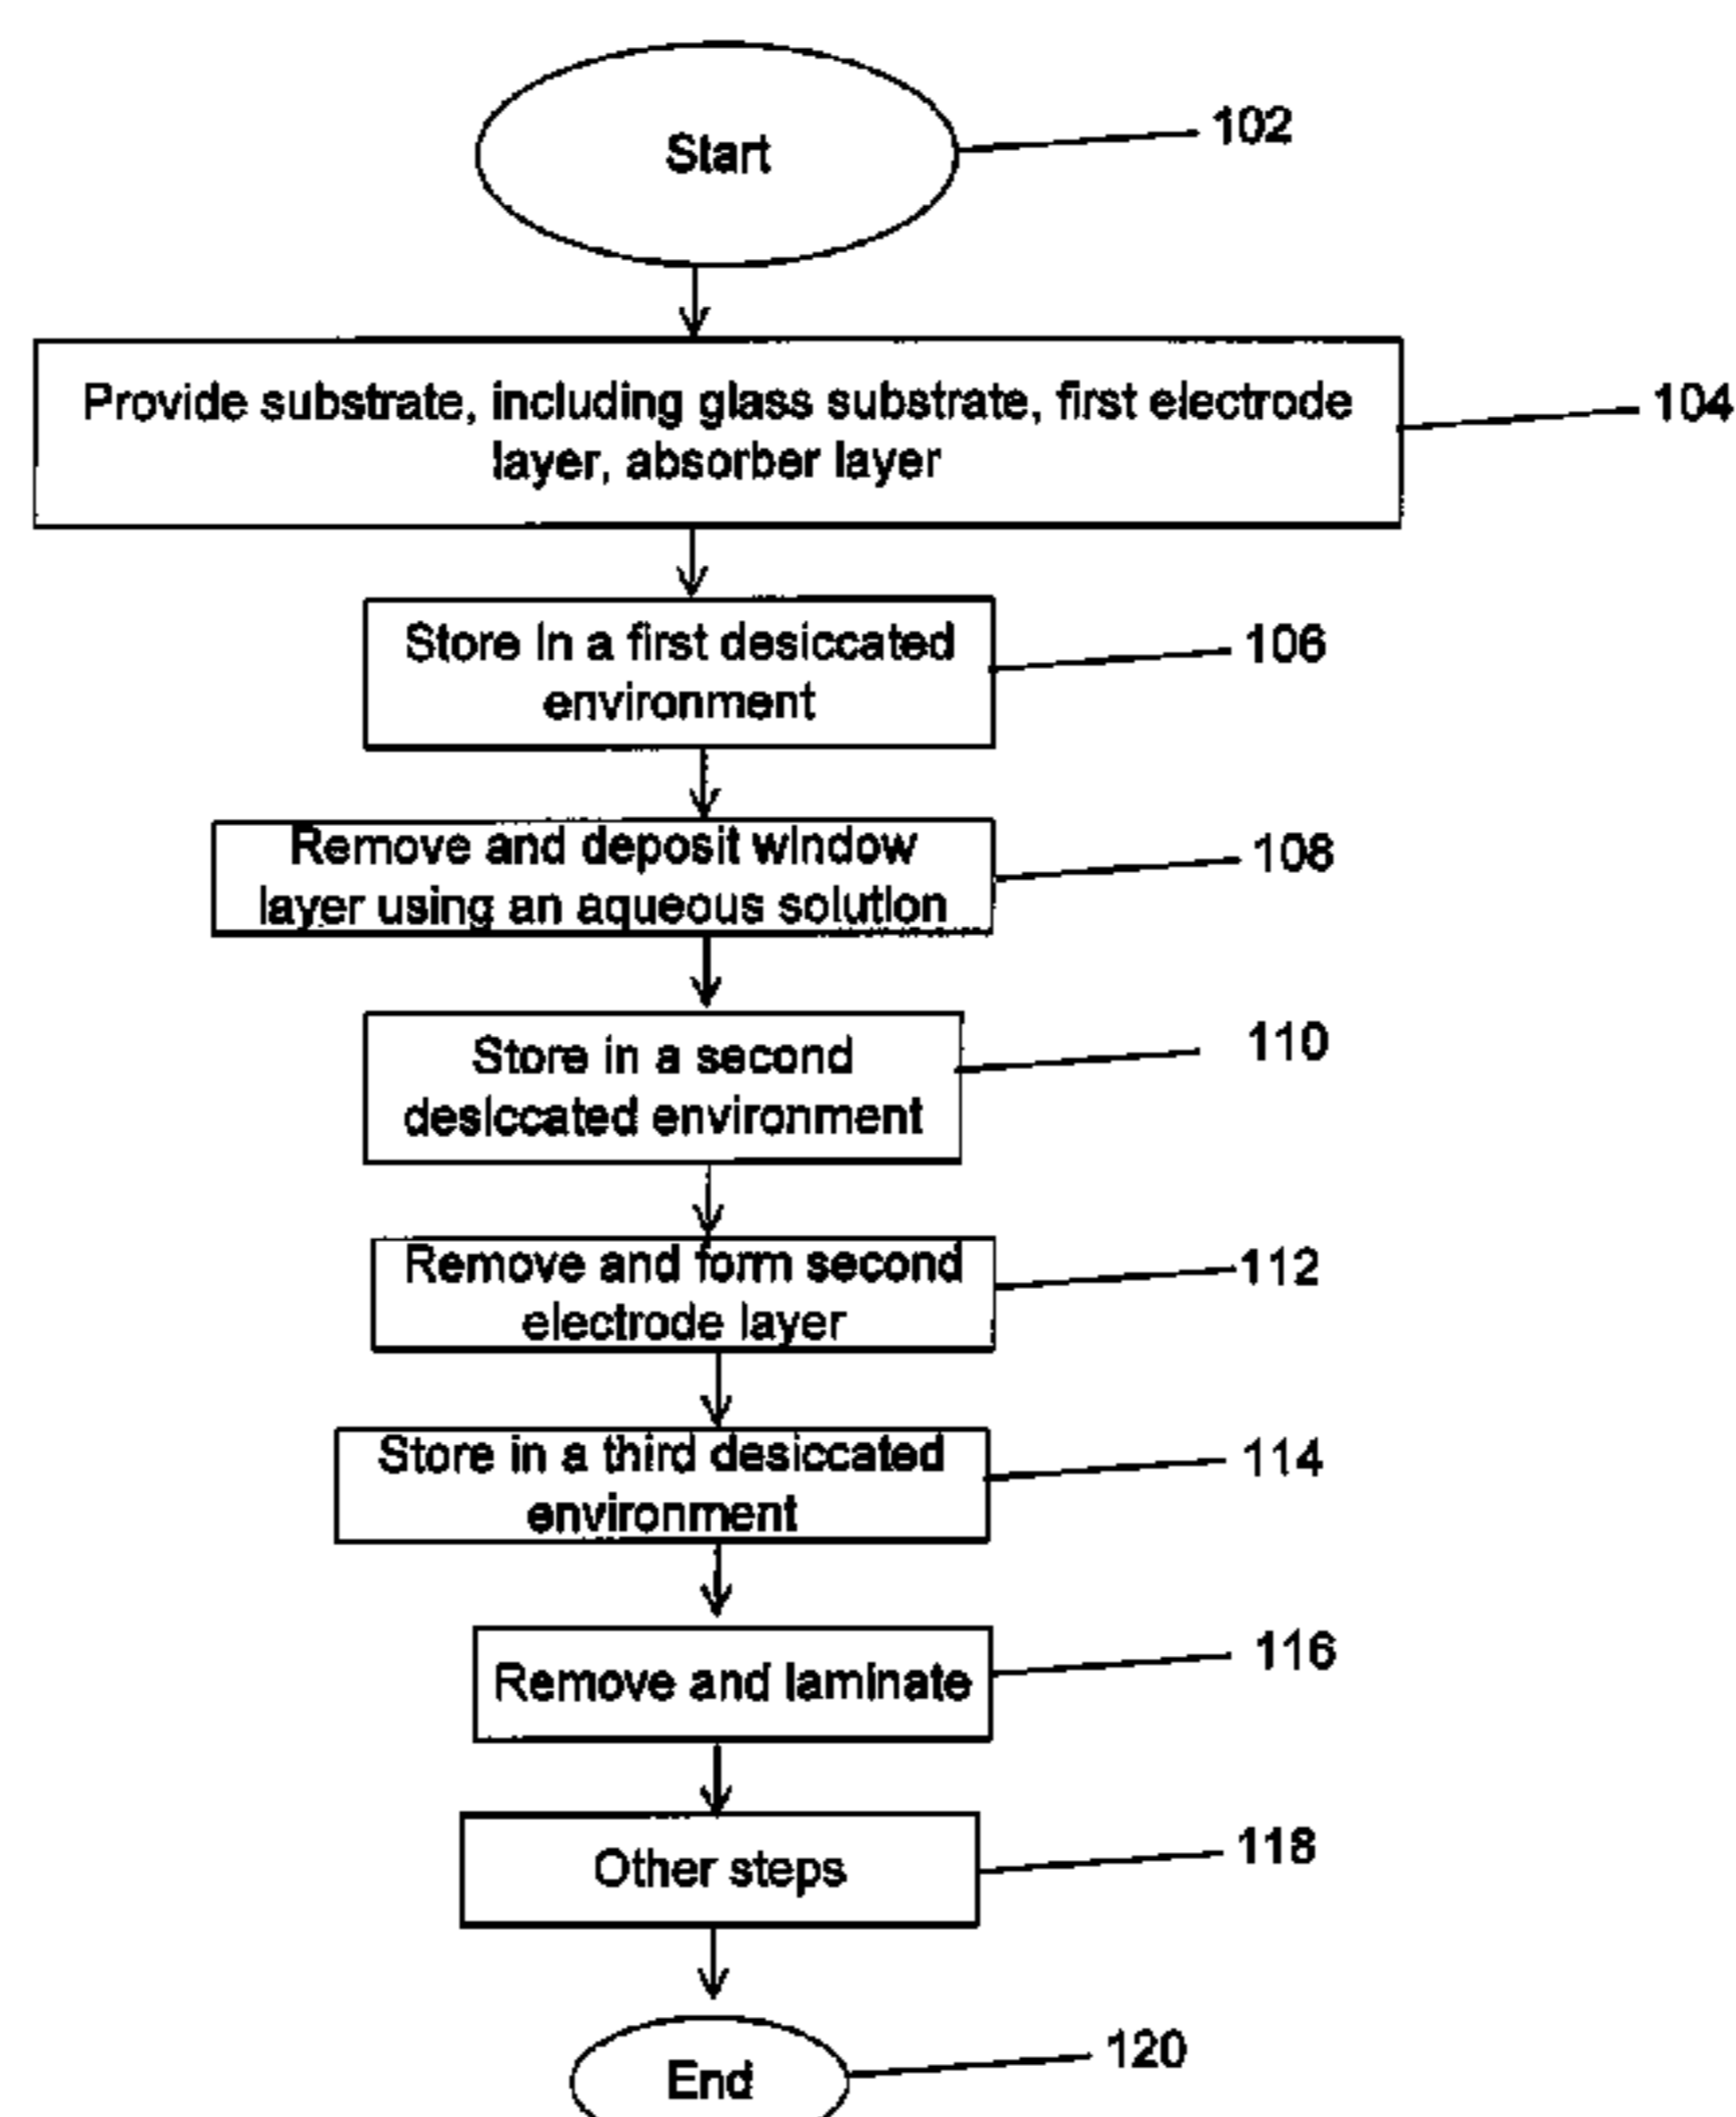 Start
102
Provide substrate, including glass substrate, first electrode
layer, absorber layer
104
Store in a first desiccated
environment
106
Remove and deposit window
layer using an aqueous solution
108
Store in a second
desiccated environment
110
Remove and form second
electrode layer
112
Store in a third desiccated
environment
114
Remove and laminate
116
Other steps
118
End
120